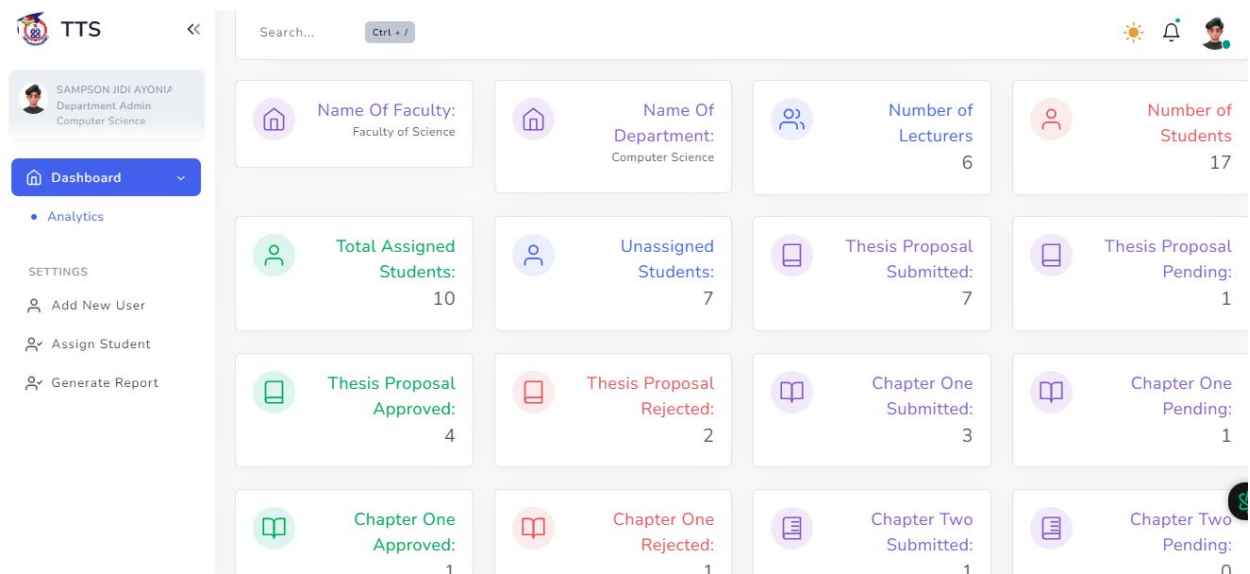 TTS
Search...
Ctrl + /
SAMPSON JIDI AYONIA
Department Admin
Computer Science
Dashboard
Analytics
SETTINGS
Add New User
Assign Student
Generate Report
Name Of Faculty:
Faculty of Science
Name Of
Department:
Computer Science
Number of
Lecturers
6
Number of
Students
17
Total Assigned
Students:
10
Unassigned
Students:
7
Thesis Proposal
Submitted:
7
Thesis Proposal
Pending:
1
Thesis Proposal
Approved:
4
Thesis Proposal
Rejected:
2
Chapter One
Submitted:
3
Chapter One
Pending:
1
Chapter One
Approved:
1
Chapter One
Rejected:
1
Chapter Two
Submitted:
1
Chapter Two
Pending:
0